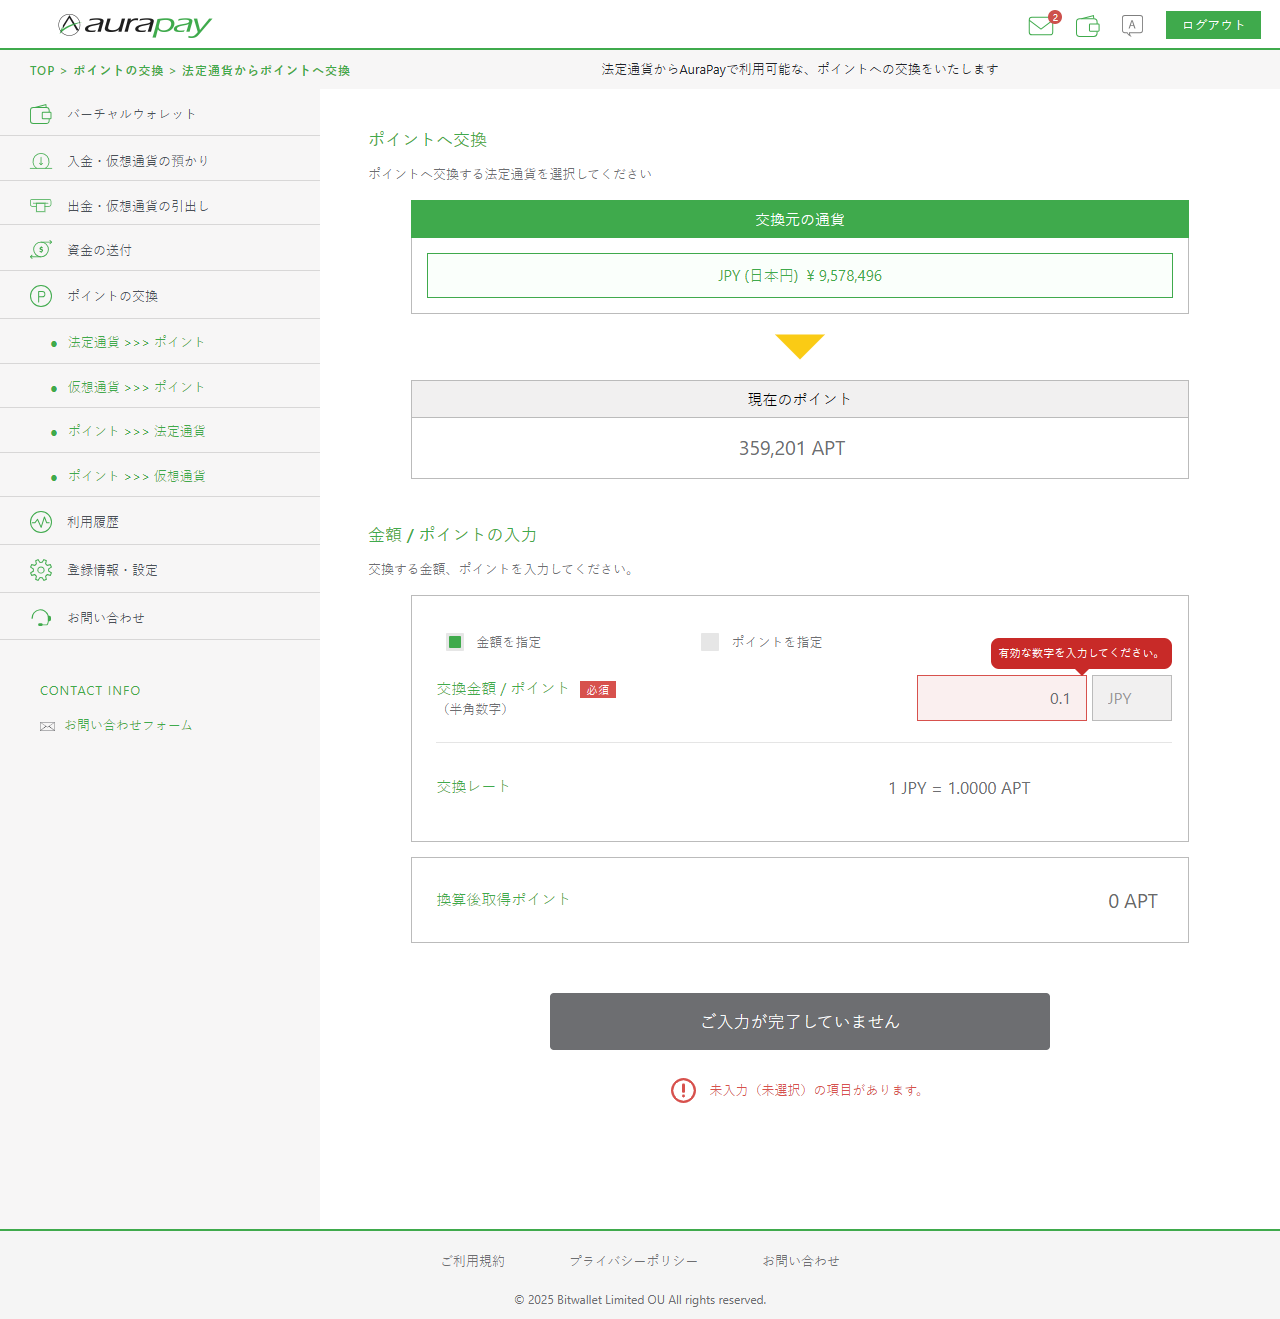 aurapay
2
A
ログアウト
TOP > ポイントの交換 > 法定通貨からポイントへ交換
法定通貨からAuraPayで利用可能な、ポイントへの交換をいたします
バーチャルウォレット
入金・仮想通貨の預かり
出金・仮想通貨の引出し
資金の送付
ポイントの交換
法定通貨 >>> ポイント
仮想通貨 >>> ポイント
ポイント >>> 法定通貨
ポイント >>> 仮想通貨
利用履歴
登録情報・設定
お問い合わせ
CONTACT INFO
お問い合わせフォーム
ポイントへ交換
ポイントへ交換する法定通貨を選択してください
交換元の通貨
JPY (日本円) ¥ 9,578,496
現在のポイント
359,201 APT
金額 / ポイントの入力
交換する金額、ポイントを入力してください。
金額を指定
ポイントを指定
有効な数字を入力してください。
交換金額 / ポイント 必須
（半角数字）
0.1
JPY
交換レート
1 JPY = 1.0000 APT
換算後取得ポイント
0 APT
ご入力が完了していません
未入力（未選択）の項目があります。
ご利用規約
プライバシーポリシー
お問い合わせ
© 2025 Bitwallet Limited OU All rights reserved.